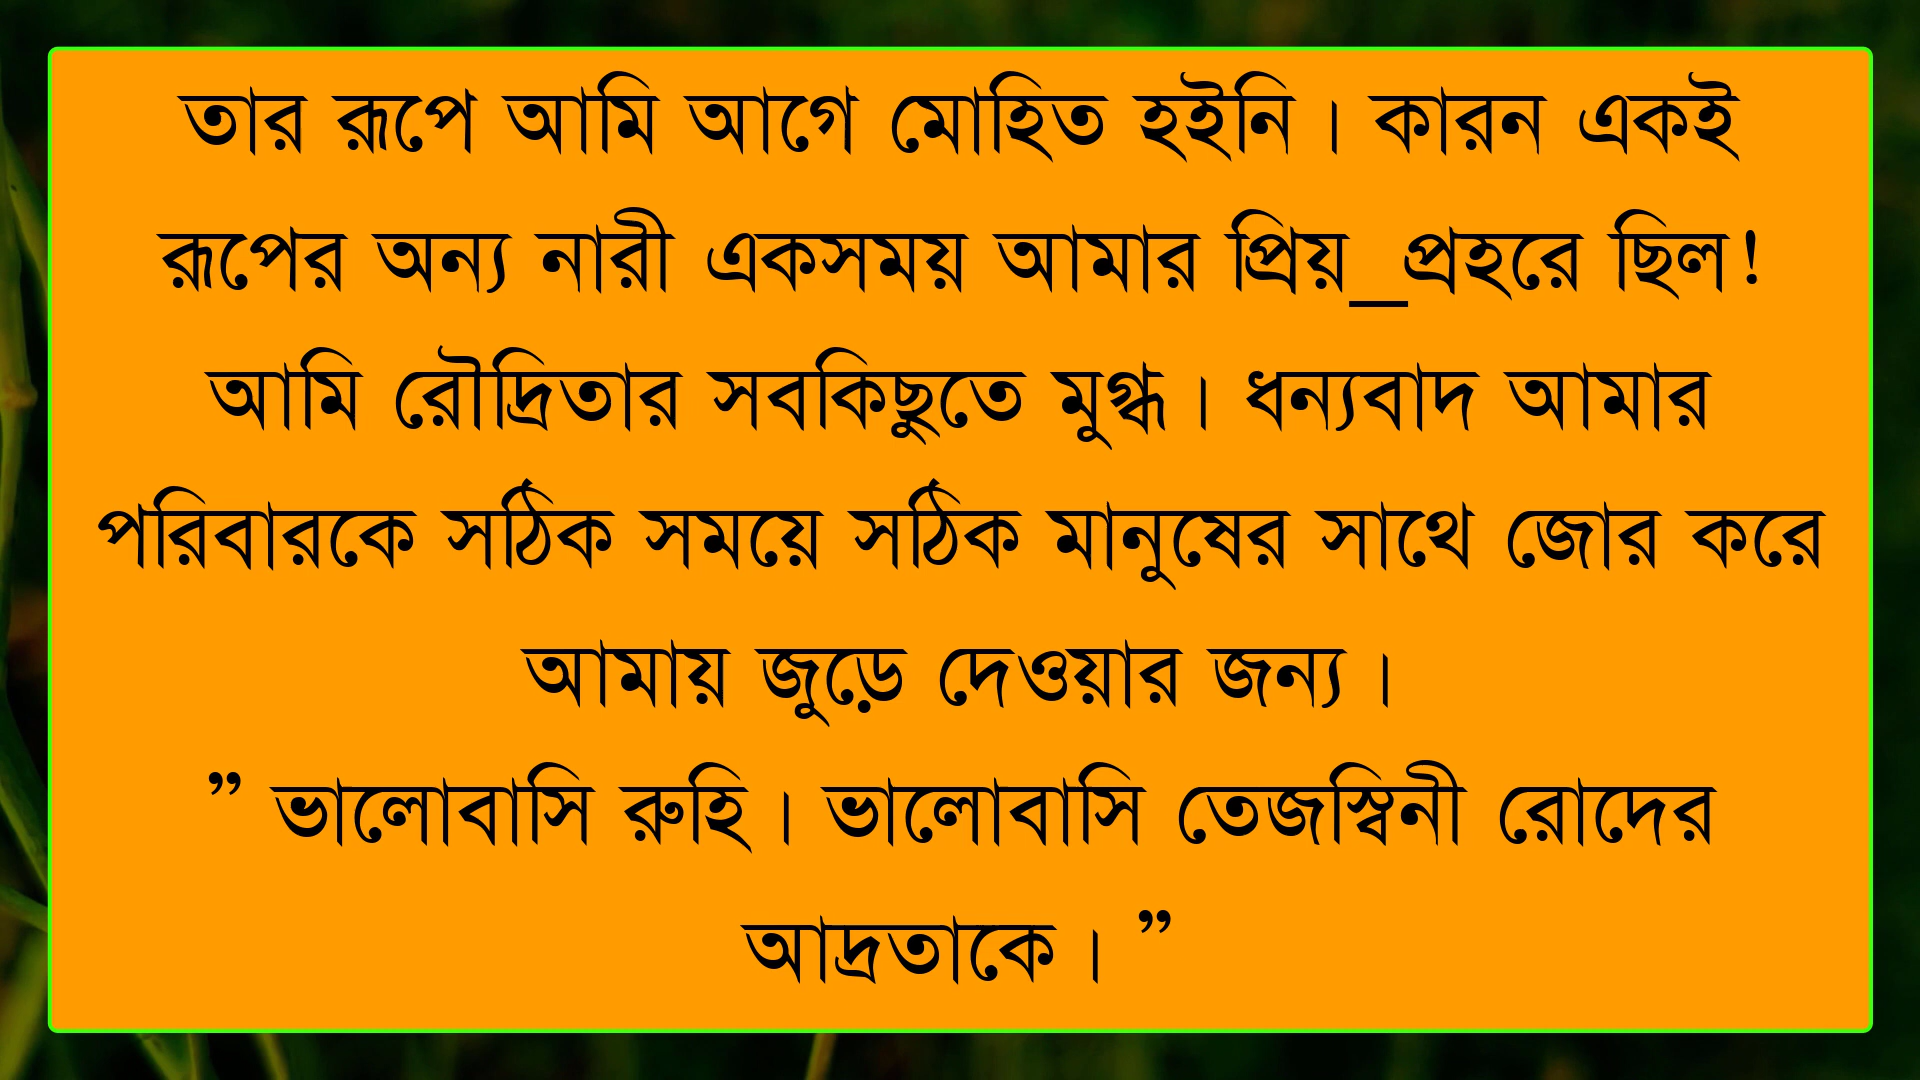 তার রূপে আমি আগে মোহিত হইনি। কারন একই
রূপের অন্য নারী একসময় আমার প্রিয়_প্রহরে ছিল!
আমি রৌদ্রিতার সবকিছুতে মুগ্ধ। ধন্যবাদ আমার
পরিবারকে সঠিক সময়ে সঠিক মানুষের সাথে জোর করে
আমায় জুড়ে দেওয়ার জন্য।
” ভালোবাসি রুহি। ভালোবাসি তেজস্বিনী রোদের
আদ্রতাকে। ”